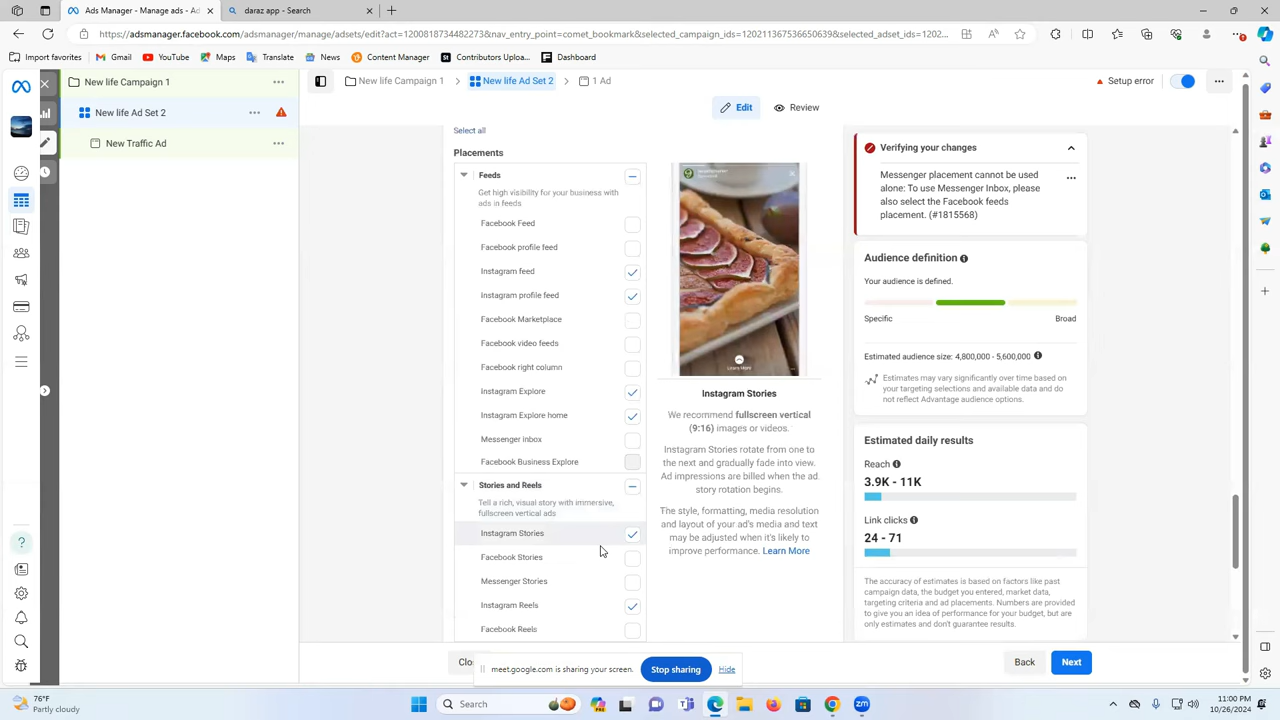 Ads Manager - Manage ads - Ad
daraz app - Search
https://adsmanager.facebook.com/adsmanager/manage/adsets/edit?act=1200818734482273&nav_entry_point=comet_bookmark&selected_campaign_ids=120211367536650639&selected_adset_ids=1202...
Import favorites
Gmail
YouTube
Maps
Translate
Content Manager
Contributors Uplo...
Dashboard
New life Campaign 1
New life Campaign 1
New life Ad Set 2
1 Ad
Setup error
New life Ad Set 2
New Traffic Ad
Edit
Review
Select all
Placements
Feeds
Get high visibility for your business with
ads in feeds
Facebook Feed
Facebook profile feed
Instagram feed
Instagram profile feed
Facebook Marketplace
Facebook video feeds
Facebook right column
Instagram Explore
Instagram Explore home
Messenger inbox
Facebook Business Explore
Stories and Reels
Tell a rich, visual story with immersive,
fullscreen vertical ads
Instagram Stories
Facebook Stories
Messenger Stories
Instagram Reels
Facebook Reels
Learn More
Instagram Stories
We recommend fullscreen vertical
(9:16) images or videos.
Instagram Stories rotate from one to
the next and gradually fade into view.
Ad impressions are billed when the ad
story rotation begins.
The style, formatting, media resolution
and layout of your ad's media and text
may be adjusted when it's likely to
improve performance. Learn More
Verifying your changes
Messenger placement cannot be used
alone: To use Messenger Inbox, please
also select the Facebook feeds
placement. (#1815568)
Audience definition
Your audience is defined.
Specific
Broad
Estimated audience size: 4,800,000 - 5,600,000
Estimates may vary significantly over time based on
your targeting selections and available data and do
not reflect Advantage audience options.
Estimated daily results
Reach
3.9K - 11K
Link clicks
24 - 71
The accuracy of estimates is based on factors like past
campaign data, the budget you entered, market data,
targeting criteria and ad placements. Numbers are provided
to give you an idea of performance for your budget, but are
only estimates and don't guarantee results.
Clo
meet.google.com is sharing your screen.
Stop sharing
Hide
Back
Next
76°F
Partly cloudy
Search
11:00 PM
10/26/2024